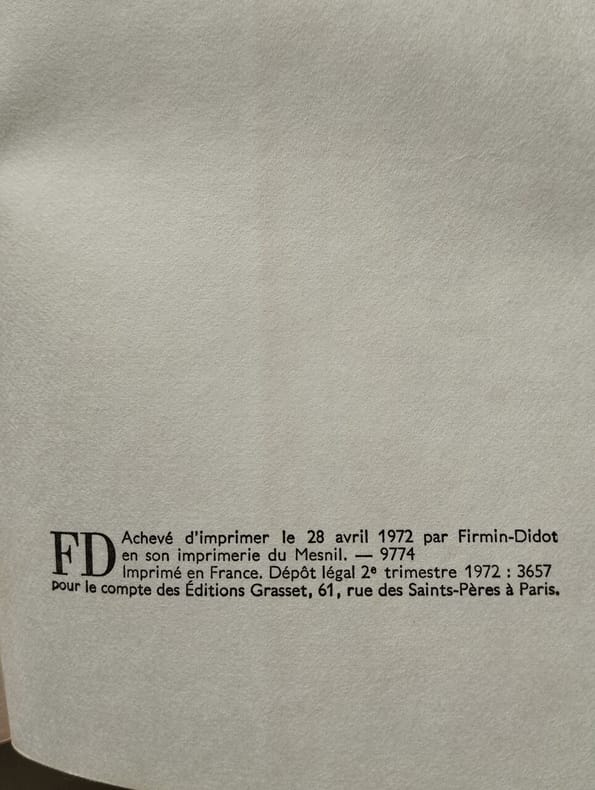 FD Achevé d'imprimer le 28 avril 1972 par Firmin-Didot
en son imprimerie du Mesnil. — 9774
Imprimé en France. Dépôt légal 2ᵉ trimestre 1972 : 3657
pour le compte des Éditions Grasset, 61, rue des Saints-Pères à Paris.